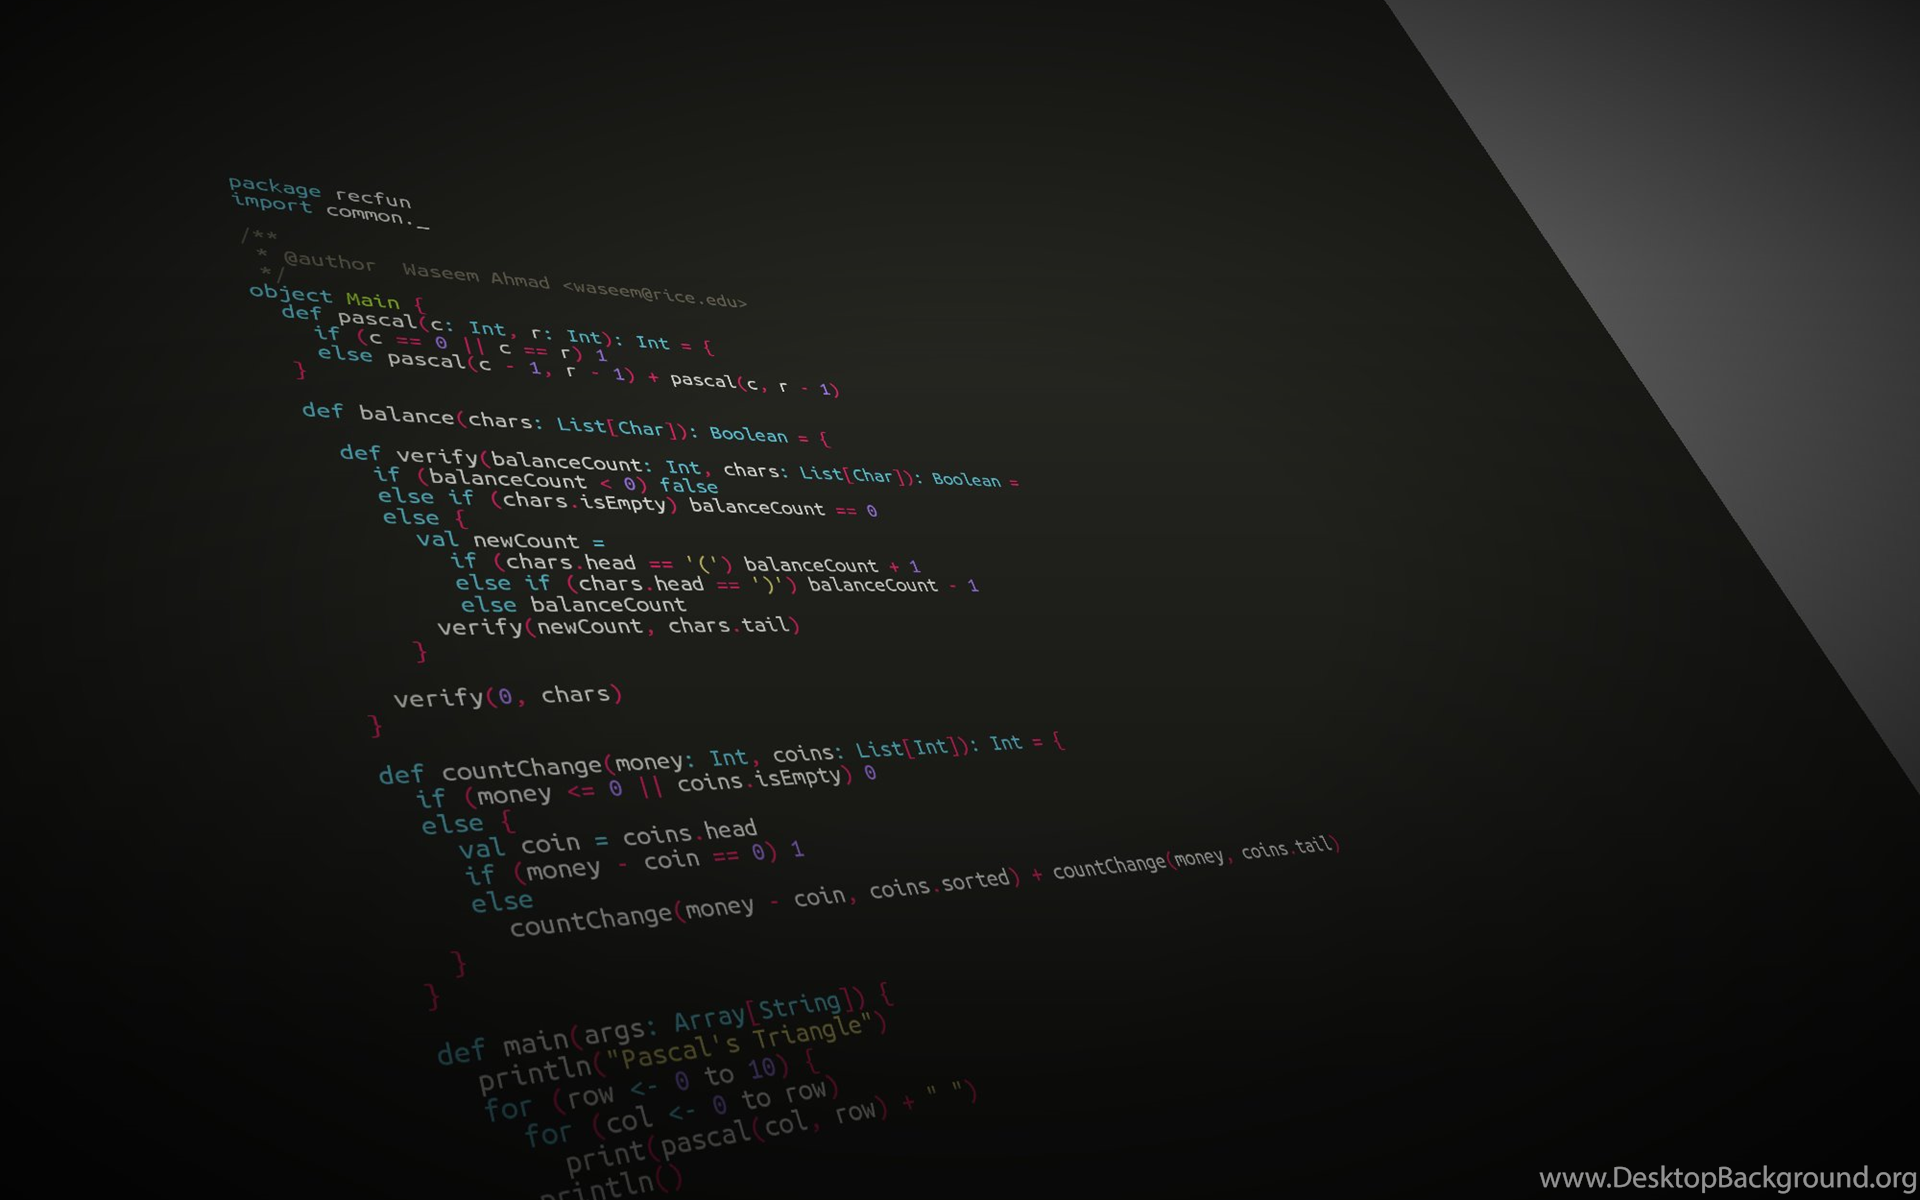 package recfun
import common._
/**
 * @author  Waseem Ahmad <waseem@rice.edu>
 */
object Main {
  def pascal(c: Int, r: Int): Int = {
    if (c == 0 || c == r) 1
    else pascal(c - 1, r - 1) + pascal(c, r - 1)
  }
  def balance(chars: List[Char]): Boolean = {
    def verify(balanceCount: Int, chars: List[Char]): Boolean =
      if (balanceCount < 0) false
      else if (chars.isEmpty) balanceCount == 0
      else {
        val newCount =
          if (chars.head == '(') balanceCount + 1
          else if (chars.head == ')') balanceCount - 1
          else balanceCount
        verify(newCount, chars.tail)
      }
    verify(0, chars)
  }
  def countChange(money: Int, coins: List[Int]): Int = {
    if (money <= 0 || coins.isEmpty) 0
    else {
      val coin = coins.head
      if (money - coin == 0) 1
      else
        countChange(money - coin, coins.sorted) + countChange(money, coins.tail)
    }
  }
  def main(args: Array[String]) {
    println("Pascal's Triangle")
    for (row <- 0 to 10) {
      for (col <- 0 to row)
        print(pascal(col, row) + " ")
      println()
www.DesktopBackground.org